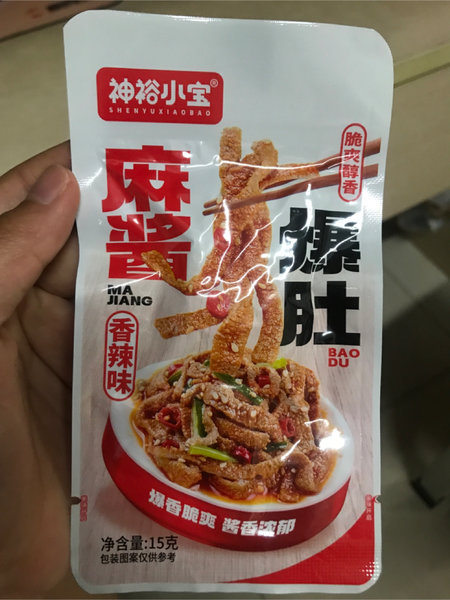 神裕小宝®
SHENYUXIAOBAO
脆爽醇香
麻酱
MA
JIANG
爆肚
BAO
DU
香辣味
爆香脆爽 酱香浓郁
净含量:15克
包装图案仅供参考